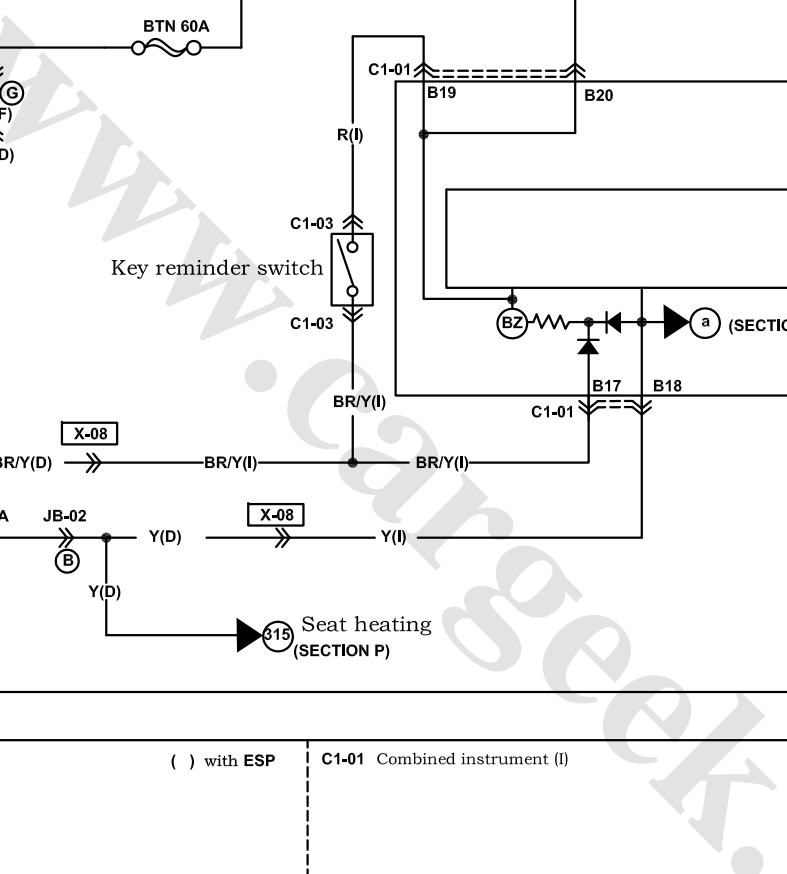 BTN 60A
C1-01
B19
B20
G
F)
D)
R(I)
C1-03
Key reminder switch
C1-03
BZ
a
(SECTIO
B17
B18
C1-01
BR/Y(I)
X-08
BR/Y(D)
BR/Y(I)
BR/Y(I)
A
JB-02
X-08
Y(D)
Y(I)
B
Y(D)
315
Seat heating
(SECTION P)
( ) with ESP
C1-01 Combined instrument (I)
www.cargeek.